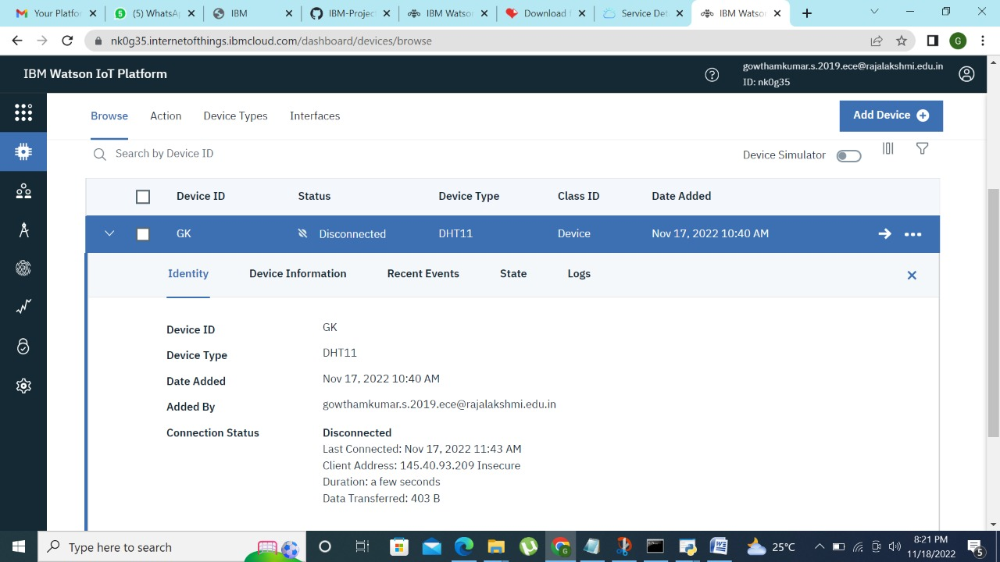 Your Platfor
(5) WhatsA
IBM
IBM-Projec
IBM Watso
Download f
Service Det
IBM Watso
nk0g35.internetofthings.ibmcloud.com/dashboard/devices/browse
G
IBM Watson IoT Platform
gowthamkumar.s.2019.ece@rajalakshmi.edu.in
ID: nk0g35
Browse
Action
Device Types
Interfaces
Add Device
Search by Device ID
Device Simulator
Device ID
Status
Device Type
Class ID
Date Added
GK
Disconnected
DHT11
Device
Nov 17, 2022 10:40 AM
Identity
Device Information
Recent Events
State
Logs
Device ID
GK
Device Type
DHT11
Date Added
Nov 17, 2022 10:40 AM
Added By
gowthamkumar.s.2019.ece@rajalakshmi.edu.in
Connection Status
Disconnected
Last Connected: Nov 17, 2022 11:43 AM
Client Address: 145.40.93.209 Insecure
Duration: a few seconds
Data Transferred: 403 B
Type here to search
25°C
8:21 PM
11/18/2022
5